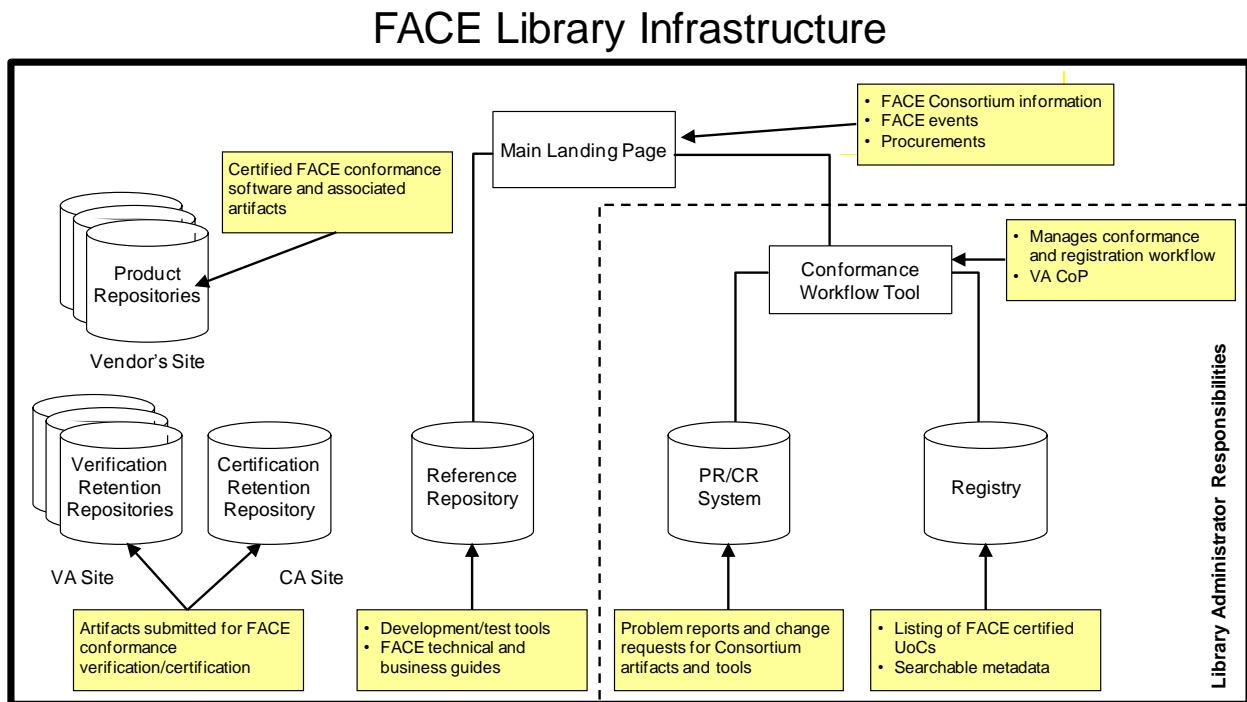 FACE Library Infrastructure
• FACE Consortium information
• FACE events
• Procurements
Main Landing Page
Certified FACE conformance
software and associated
artifacts
Product
Repositories
Vendor's Site
• Manages conformance
and registration workflow
• VA CoP
Conformance
Workflow Tool
Library Administrator Responsibilities
Verification
Retention
Repositories
Certification
Retention
Repository
Reference
Repository
PR/CR
System
Registry
VA Site
CA Site
Artifacts submitted for FACE
conformance
verification/certification
• Development/test tools
• FACE technical and
business guides
Problem reports and change
requests for Consortium
artifacts and tools
• Listing of FACE certified
UoCs
• Searchable metadata